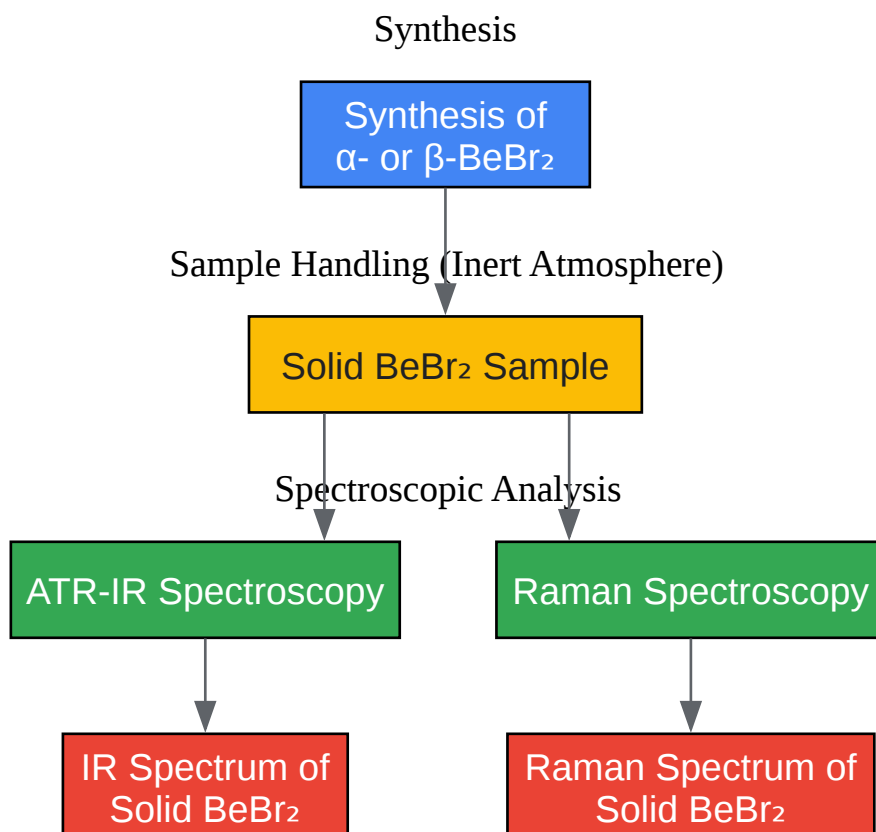 Synthesis
Synthesis of
α- or β-BeBr₂
Sample Handling (Inert Atmosphere)
Solid BeBr₂ Sample
Spectroscopic Analysis
ATR-IR Spectroscopy
Raman Spectroscopy
IR Spectrum of
Solid BeBr₂
Raman Spectrum of
Solid BeBr₂